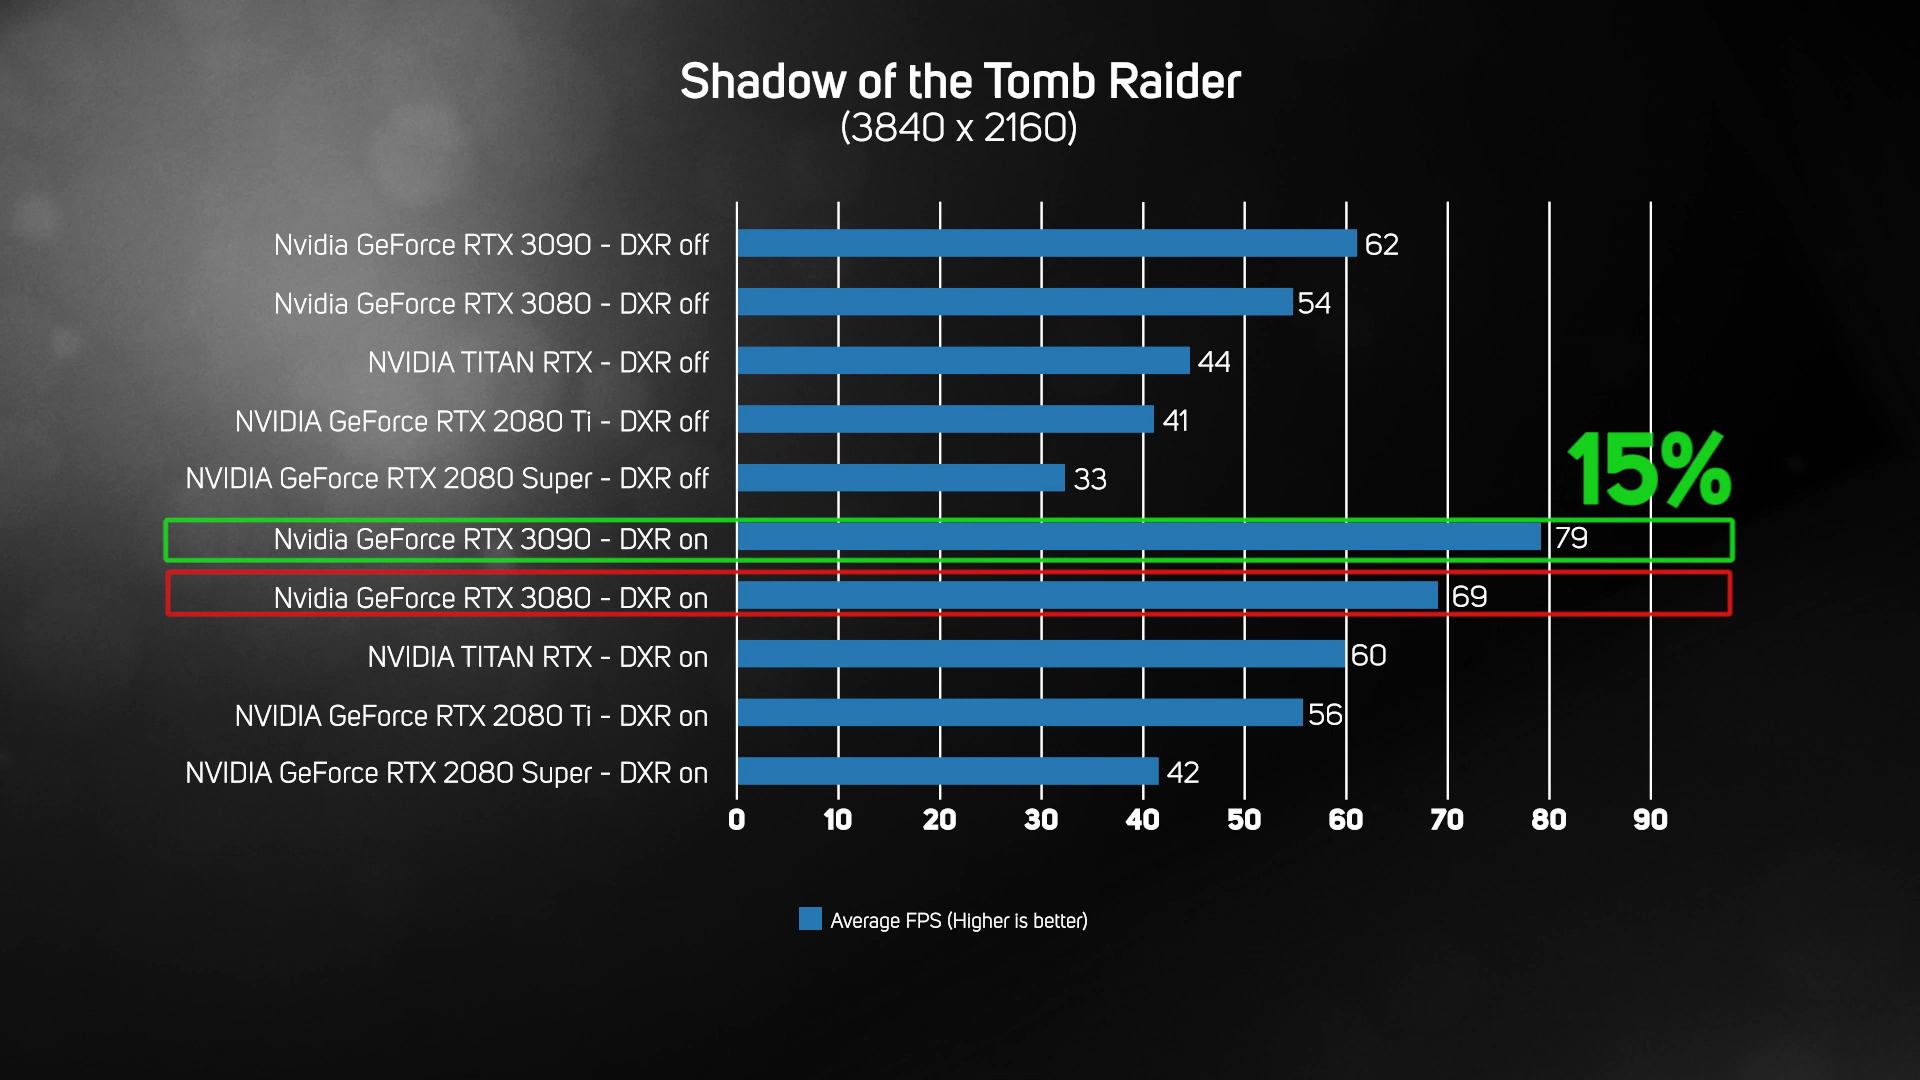 Shadow of the Tomb Raider
(3840 x 2160)
Nvidia GeForce RTX 3090 - DXR off 62
Nvidia GeForce RTX 3080 - DXR off 54
NVIDIA TITAN RTX - DXR off 44
NVIDIA GeForce RTX 2080 Ti - DXR off 41
15%
NVIDIA GeForce RTX 2080 Super - DXR off 33
Nvidia GeForce RTX 3090 - DXR on 79
Nvidia GeForce RTX 3080 - DXR on 69
NVIDIA TITAN RTX - DXR on 60
NVIDIA GeForce RTX 2080 Ti - DXR on 56
NVIDIA GeForce RTX 2080 Super - DXR on 42
0 10 20 30 40 50 60 70 80 90
Average FPS (Higher is better)